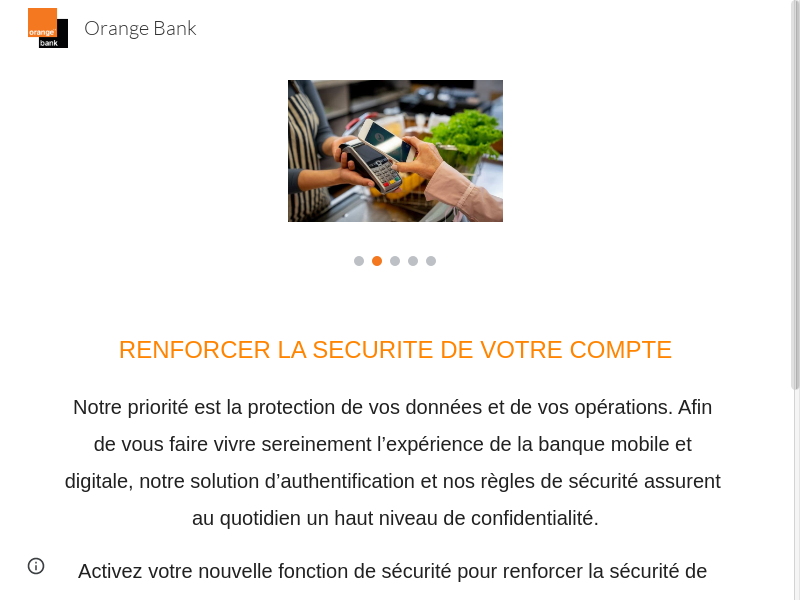 orange
bank
Orange Bank
RENFORCER LA SECURITE DE VOTRE COMPTE
Notre priorité est la protection de vos données et de vos opérations. Afin
de vous faire vivre sereinement l’expérience de la banque mobile et
digitale, notre solution d’authentification et nos règles de sécurité assurent
au quotidien un haut niveau de confidentialité.
Activez votre nouvelle fonction de sécurité pour renforcer la sécurité de